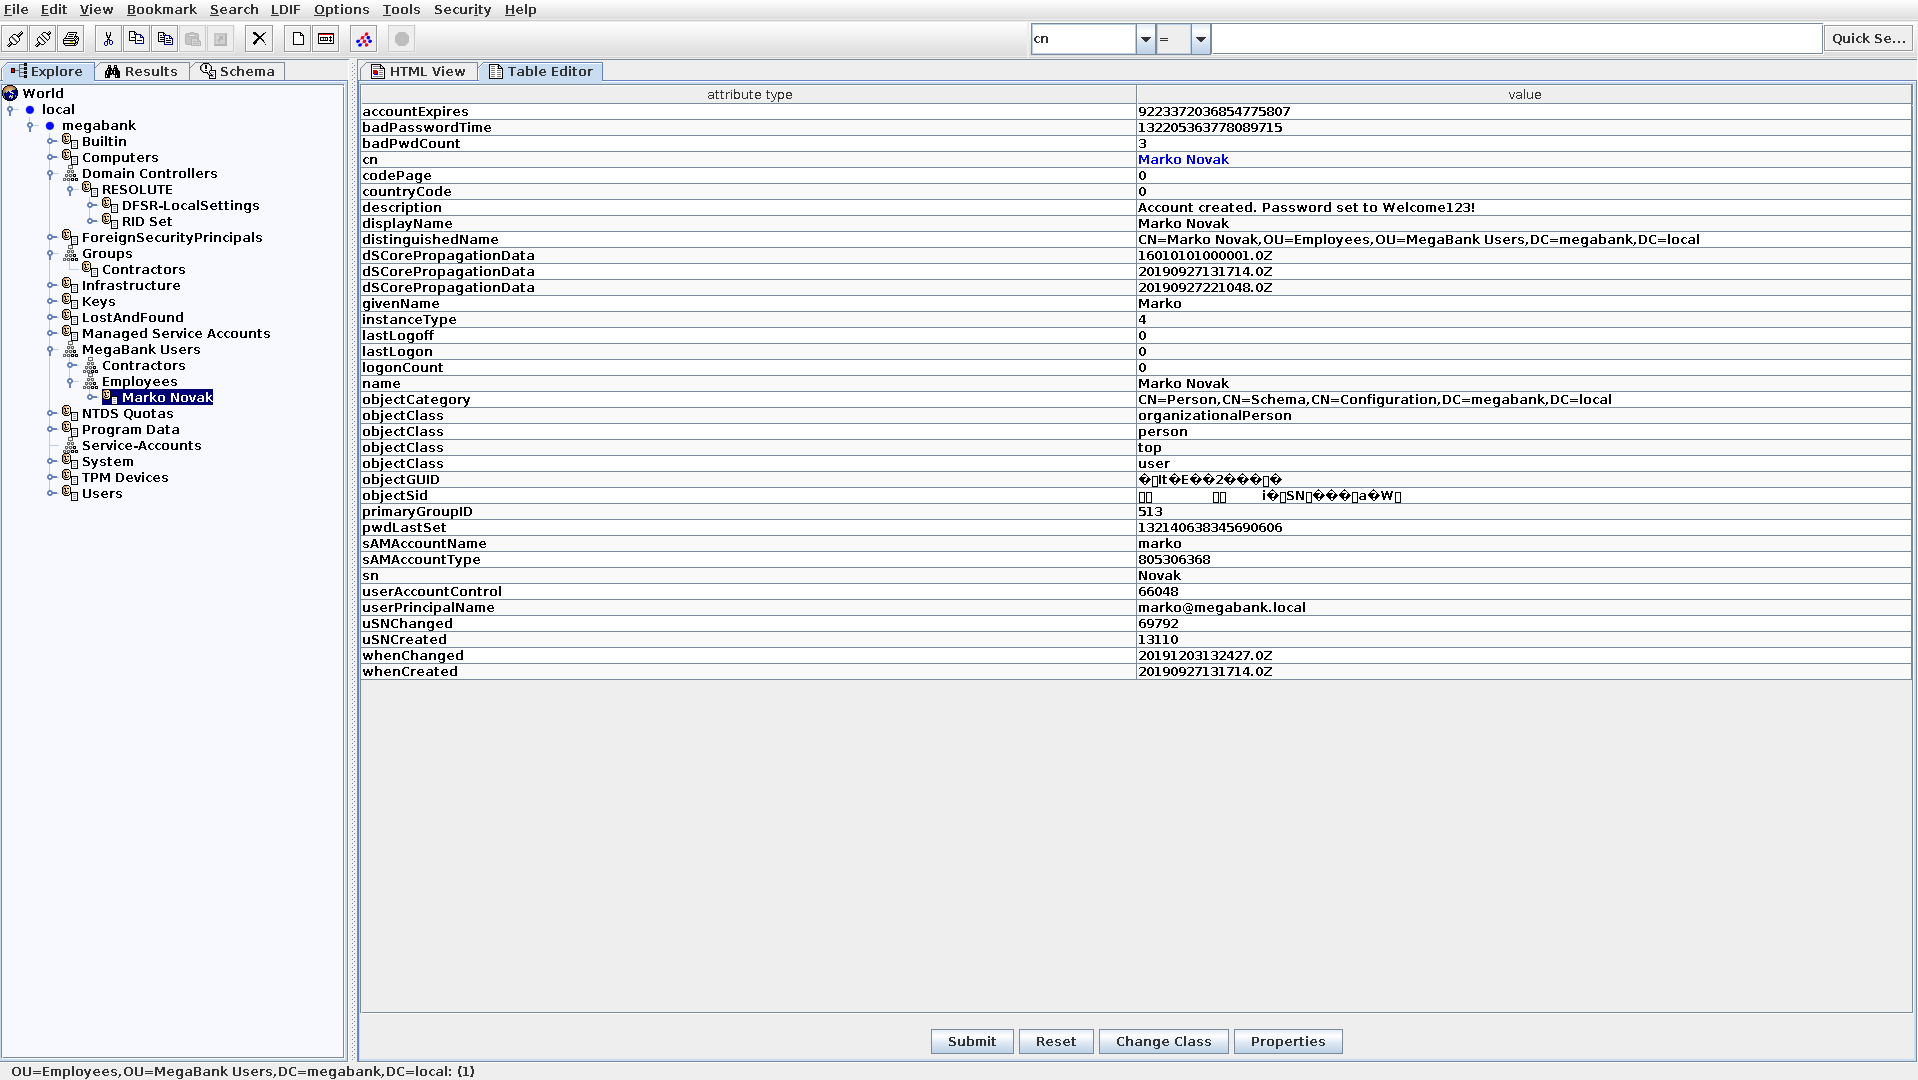 File Edit View Bookmark Search LDIF Options Tools Security Help
cn = Quick Se...
Explore Results Schema
HTML View Table Editor
World
local
megabank
Builtin
Computers
Domain Controllers
RESOLUTE
DFSR-LocalSettings
RID Set
ForeignSecurityPrincipals
Groups
Contractors
Infrastructure
Keys
LostAndFound
Managed Service Accounts
MegaBank Users
Contractors
Employees
Marko Novak
NTDS Quotas
Program Data
Service-Accounts
System
TPM Devices
Users
attribute type value
accountExpires 9223372036854775807
badPasswordTime 132205363778089715
badPwdCount 3
cn Marko Novak
codePage 0
countryCode 0
description Account created. Password set to Welcome123!
displayName Marko Novak
distinguishedName CN=Marko Novak,OU=Employees,OU=MegaBank Users,DC=megabank,DC=local
dSCorePropagationData 16010101000001.0Z
dSCorePropagationData 20190927131714.0Z
dSCorePropagationData 20190927221048.0Z
givenName Marko
instanceType 4
lastLogoff 0
lastLogon 0
logonCount 0
name Marko Novak
objectCategory CN=Person,CN=Schema,CN=Configuration,DC=megabank,DC=local
objectClass organizationalPerson
objectClass person
objectClass top
objectClass user
objectGUID
objectSid
primaryGroupID 513
pwdLastSet 132140638345690606
sAMAccountName marko
sAMAccountType 805306368
sn Novak
userAccountControl 66048
userPrincipalName marko@megabank.local
uSNChanged 69792
uSNCreated 13110
whenChanged 20191203132427.0Z
whenCreated 20190927131714.0Z
Submit Reset Change Class Properties
OU=Employees,OU=MegaBank Users,DC=megabank,DC=local: (1)